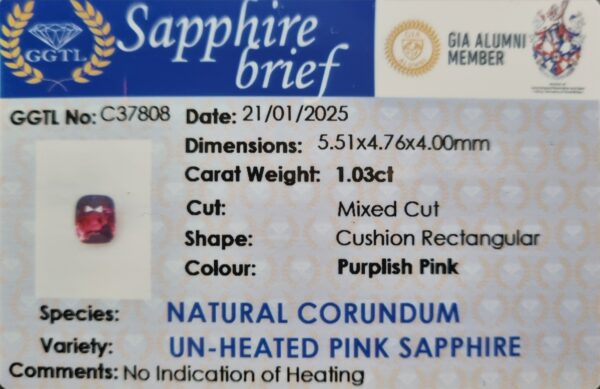 GGTL
Sapphire
brief
GIA ALUMNI
MEMBER
GGTL No: C37808 Date: 21/01/2025
Dimensions: 5.51x4.76x4.00mm
Carat Weight: 1.03ct
Cut: Mixed Cut
Shape: Cushion Rectangular
Colour: Purplish Pink
Species: NATURAL CORUNDUM
Variety: UN-HEATED PINK SAPPHIRE
Comments: No Indication of Heating